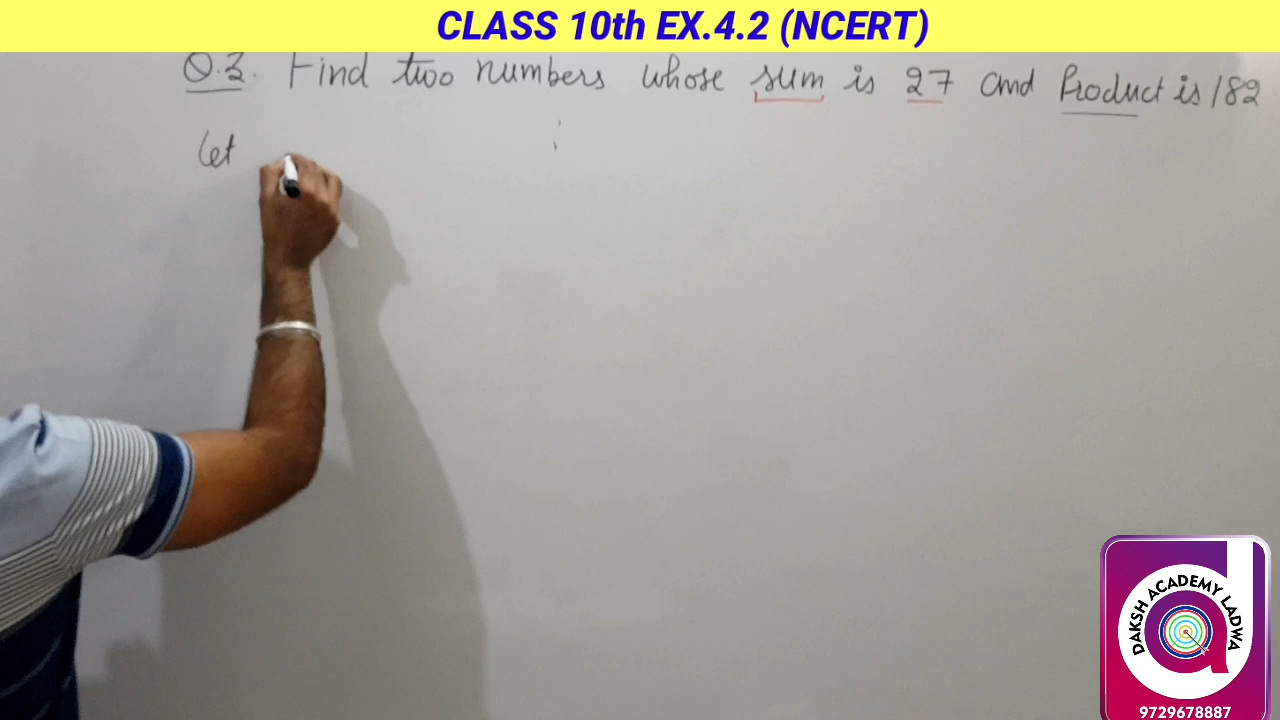 CLASS 10th EX.4.2 (NCERT)
Q.3. Find two numbers whose sum is 27 and Product is 182
Let
DAKSH ACADEMY LADWA
9729678887